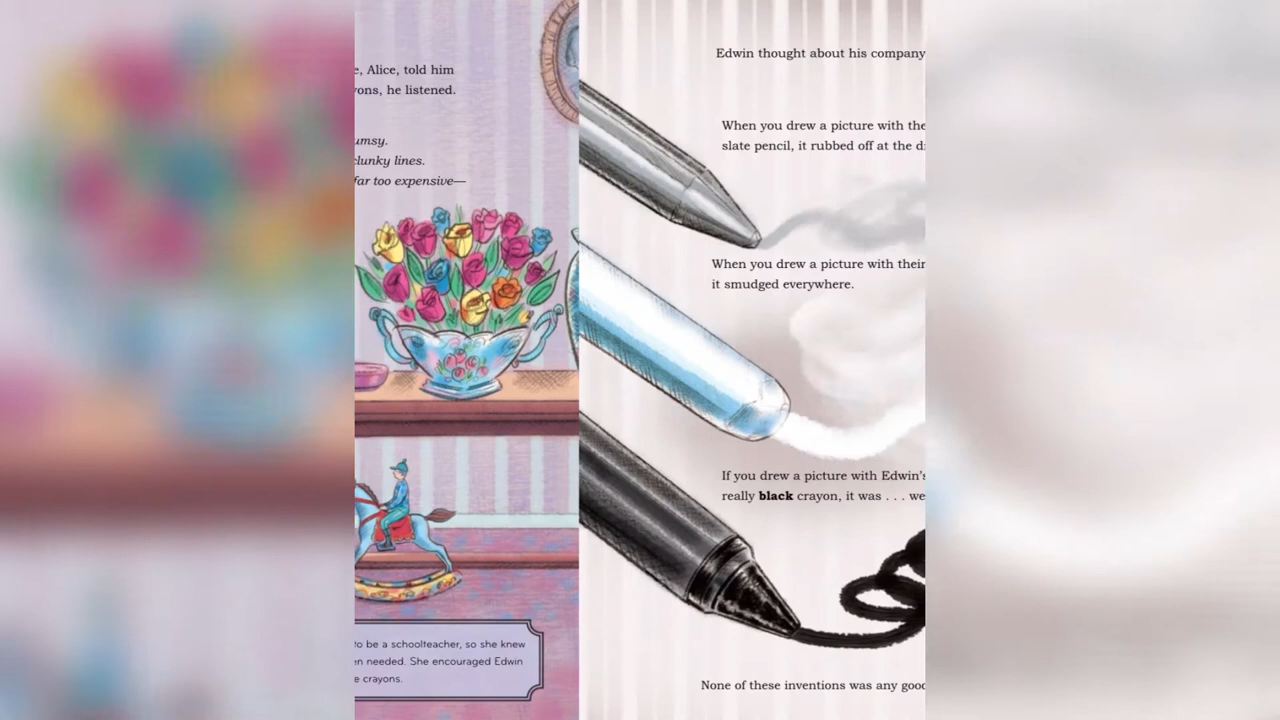 e, Alice, told him
ons, he listened.
umsy.
clunky lines.
far too expensive—
to be a schoolteacher, so she knew
en needed. She encouraged Edwin
e crayons.
Edwin thought about his company
When you drew a picture with the
slate pencil, it rubbed off at the d
When you drew a picture with their
it smudged everywhere.
If you drew a picture with Edwin’s
really black crayon, it was . . . we
None of these inventions was any good